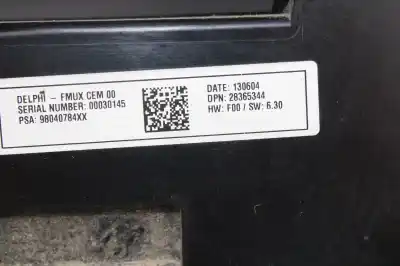 DELPHI - FMUX CEM 00
SERIAL NUMBER: 00030145
PSA: 98040784XX
DATE: 130604
DPN: 28365344
HW: F00 / SW: 6.30